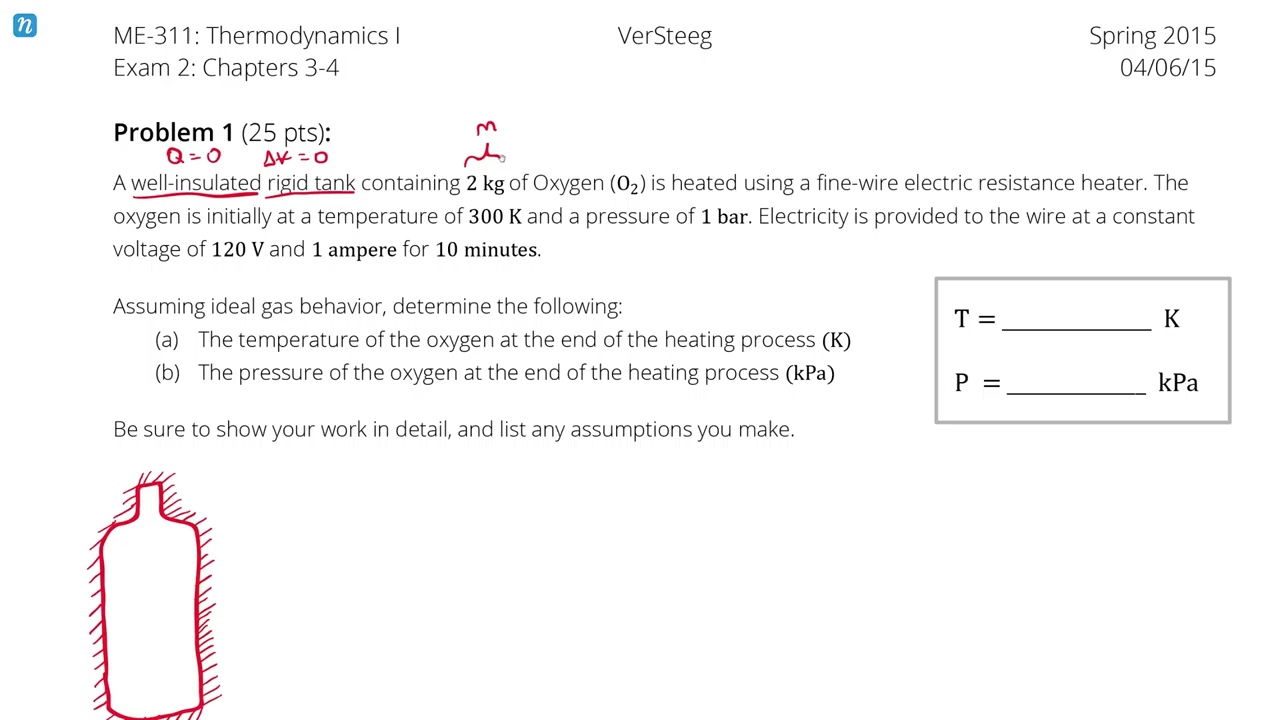 n
ME-311: Thermodynamics I VerSteeg Spring 2015
Exam 2: Chapters 3-4 04/06/15
Problem 1 (25 pts):
m
Q = 0 ΔV = 0
A well-insulated rigid tank containing 2 kg of Oxygen (O₂) is heated using a fine-wire electric resistance heater. The
oxygen is initially at a temperature of 300 K and a pressure of 1 bar. Electricity is provided to the wire at a constant
voltage of 120 V and 1 ampere for 10 minutes.
Assuming ideal gas behavior, determine the following:
(a) The temperature of the oxygen at the end of the heating process (K)
(b) The pressure of the oxygen at the end of the heating process (kPa)
T = ____________ K
P = ____________ kPa
Be sure to show your work in detail, and list any assumptions you make.